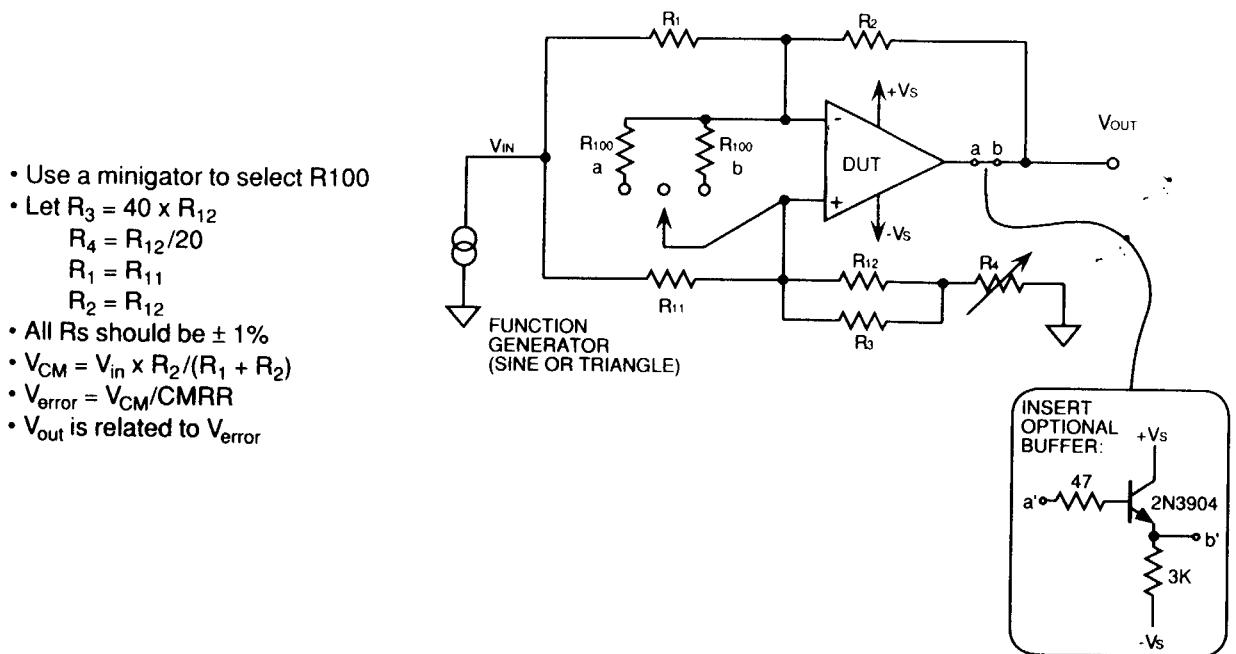 • Use a minigator to select R100
• Let R3 = 40 x R12
R4 = R12/20
R1 = R11
R2 = R12
• All Rs should be ± 1%
• VCM = Vin x R2/(R1 + R2)
• Verror = VCM/CMRR
• Vout is related to Verror
R1
R2
+Vs
VIN
R100
a
R100
b
-
DUT
+
a b
VOUT
-Vs
R11
R12
R3
R4
FUNCTION
GENERATOR
(SINE OR TRIANGLE)
INSERT
OPTIONAL
BUFFER:
+Vs
47
a'
2N3904
b'
3K
-Vs